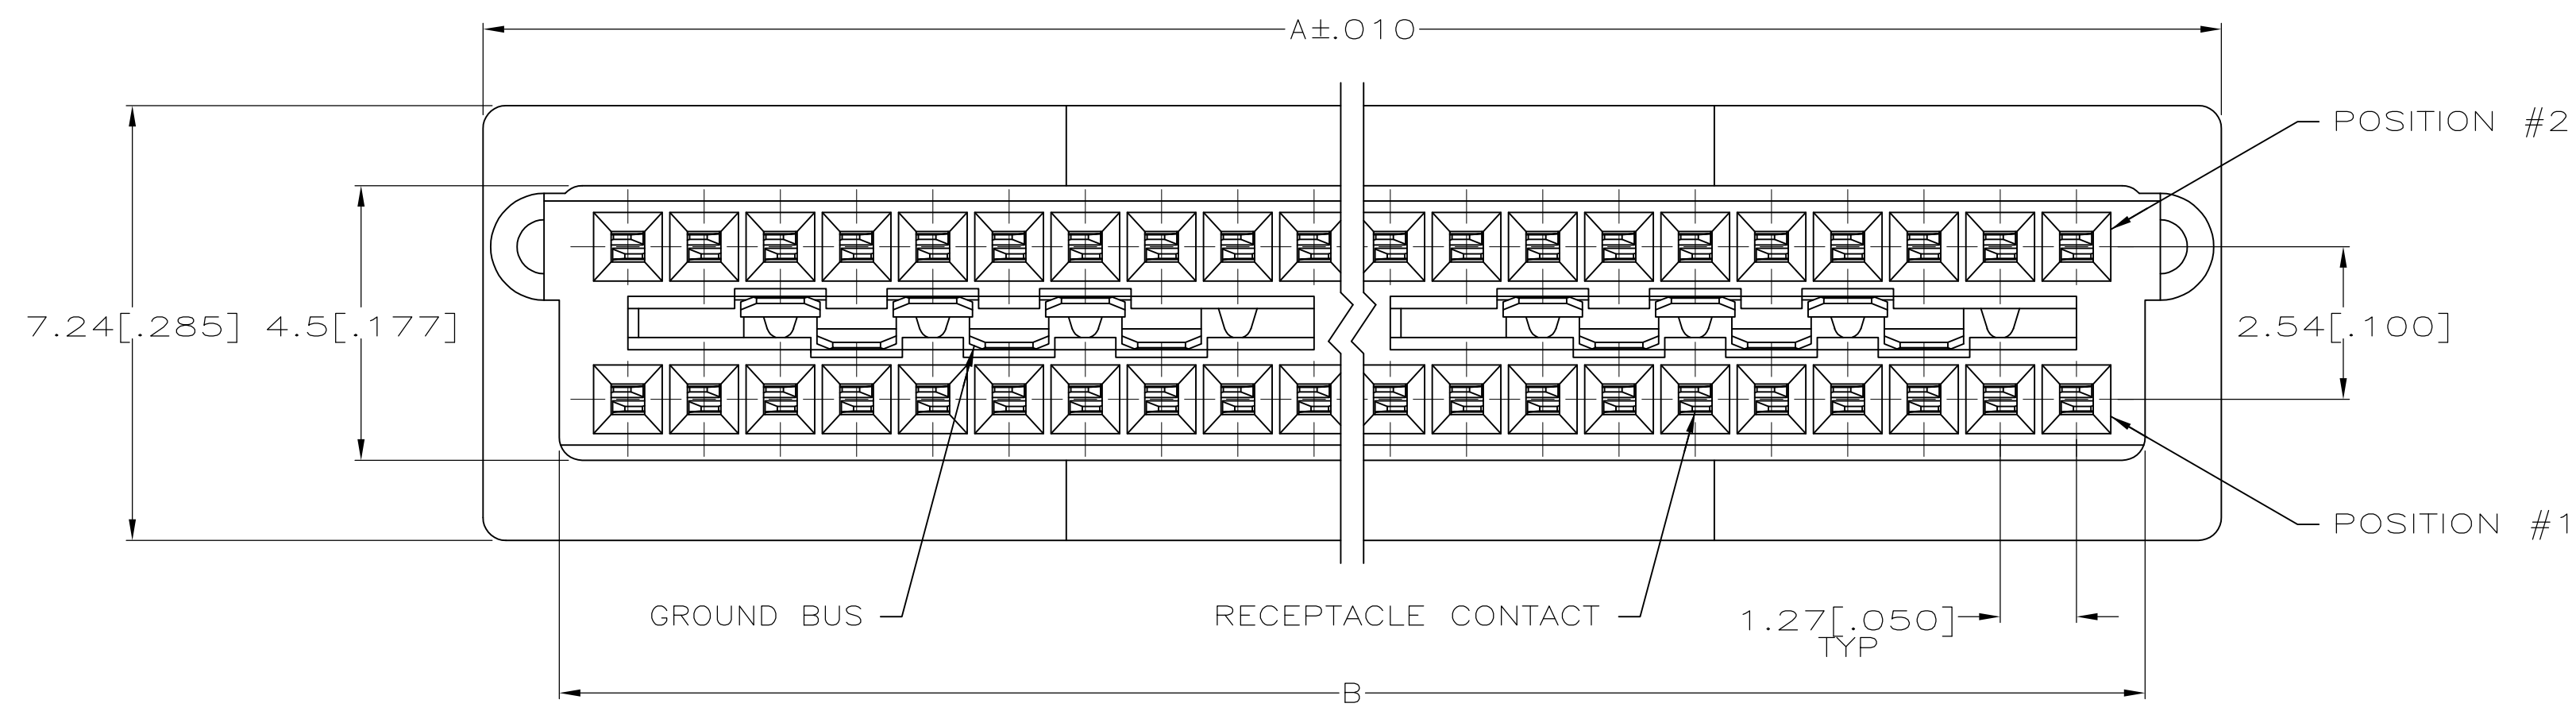 A±.010
POSITION #2
7.24[.285]
4.5[.177]
2.54[.100]
POSITION #1
GROUND BUS
RECEPTACLE CONTACT
1.27[.050]
TYP
B